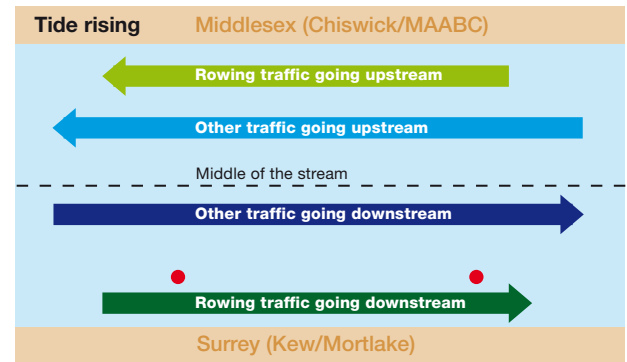 Tide rising Middlesex (Chiswick/MAABC)
Rowing traffic going upstream
Other traffic going upstream
Middle of the stream
Other traffic going downstream
Rowing traffic going downstream
Surrey (Kew/Mortlake)